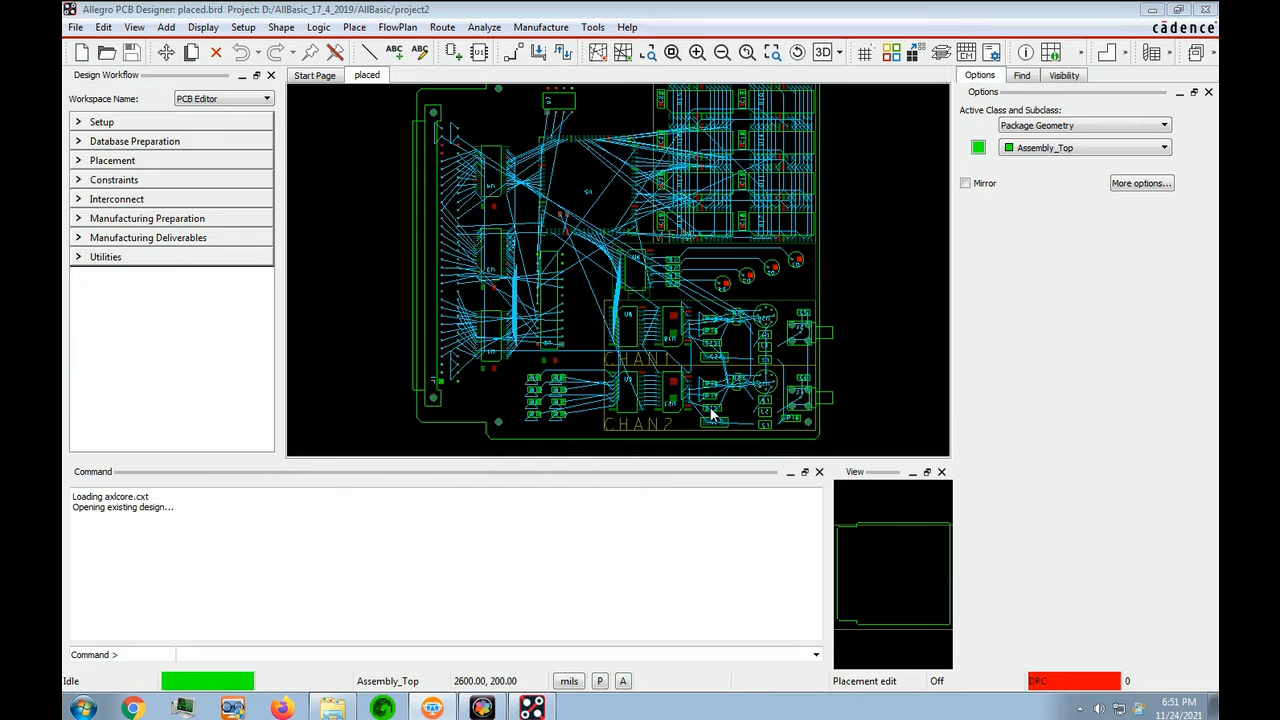 Allegro PCB Designer: placed.brd Project: D:/AllBasic_17_4_2019/AllBasic/project2
File Edit View Add Display Setup Shape Logic Place FlowPlan Route Analyze Manufacture Tools Help
cādence
3D
Design Workflow
Start Page
placed
Options
Find
Visibility
Workspace Name:
PCB Editor
Setup
Database Preparation
Placement
Constraints
Interconnect
Manufacturing Preparation
Manufacturing Deliverables
Utilities
CHAN1
CHAN2
Options
Active Class and Subclass:
Package Geometry
Assembly_Top
Mirror
More options...
Command
Loading axlcore.cxt
Opening existing design...
Command >
View
Idle
Assembly_Top
2600.00, 200.00
mils
P
A
Placement edit
Off
DRC
0
6:51 PM
11/24/2021